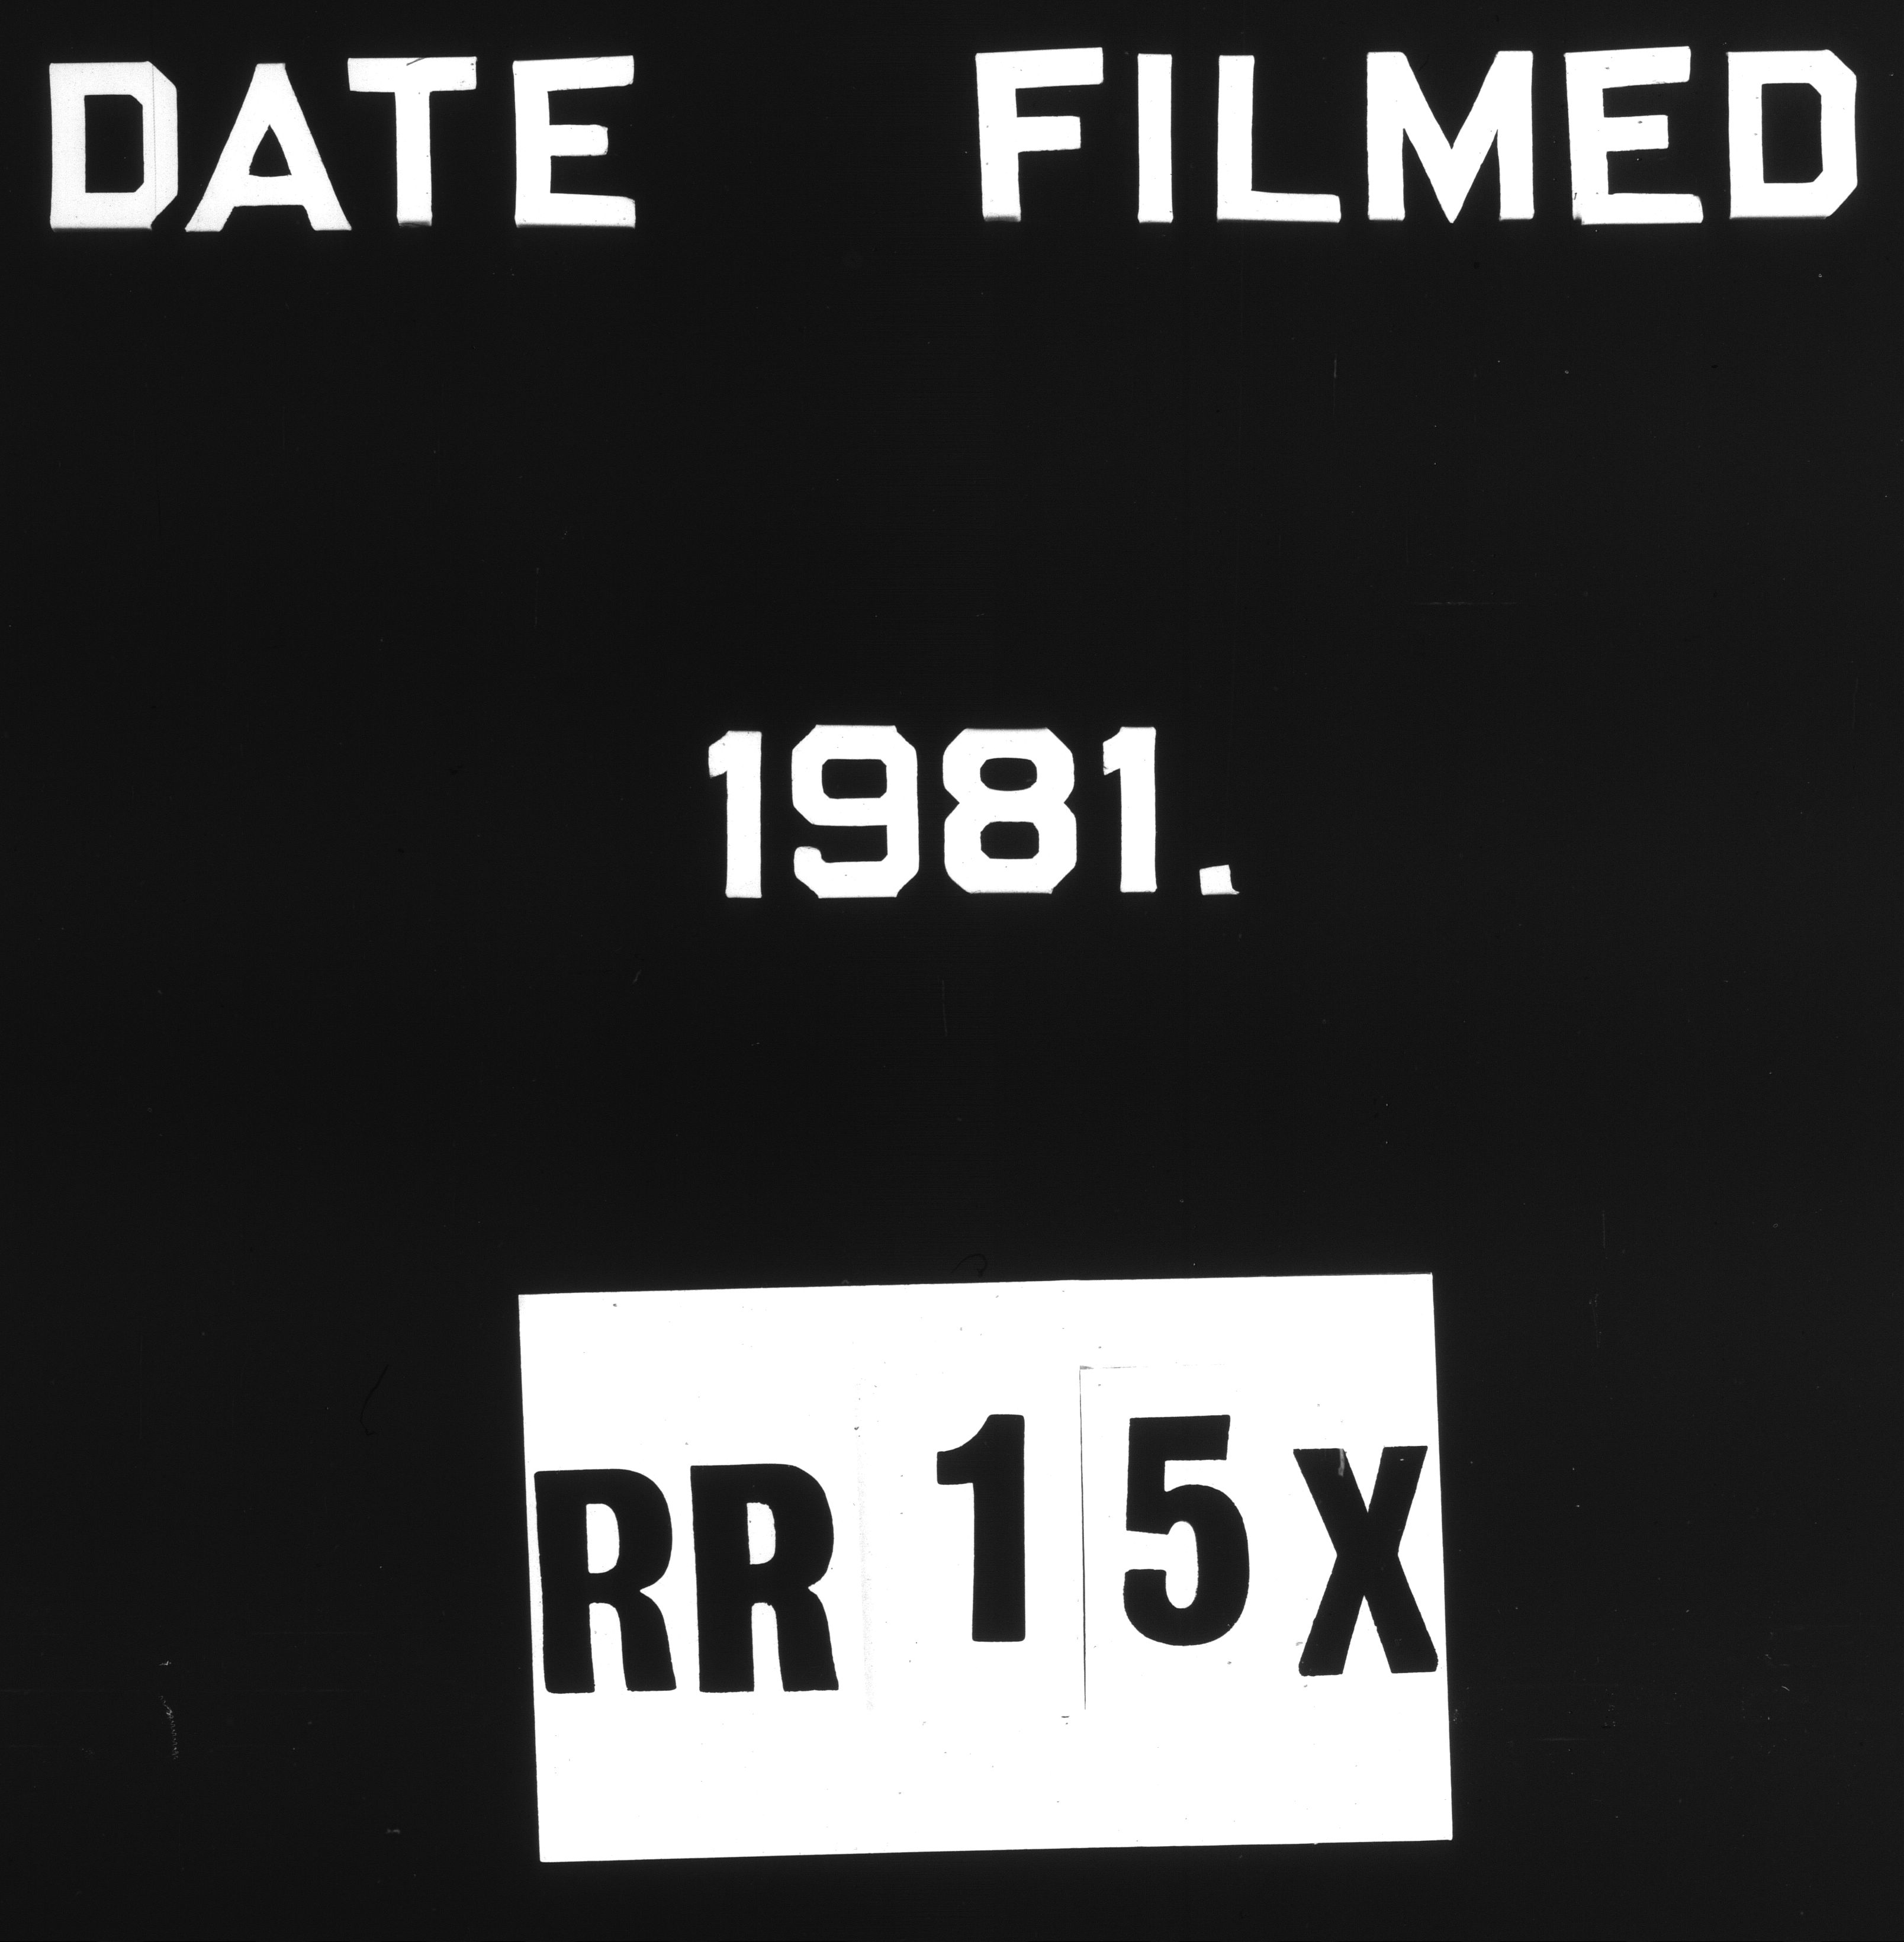 DATE FILMED
1981.
RR 15X